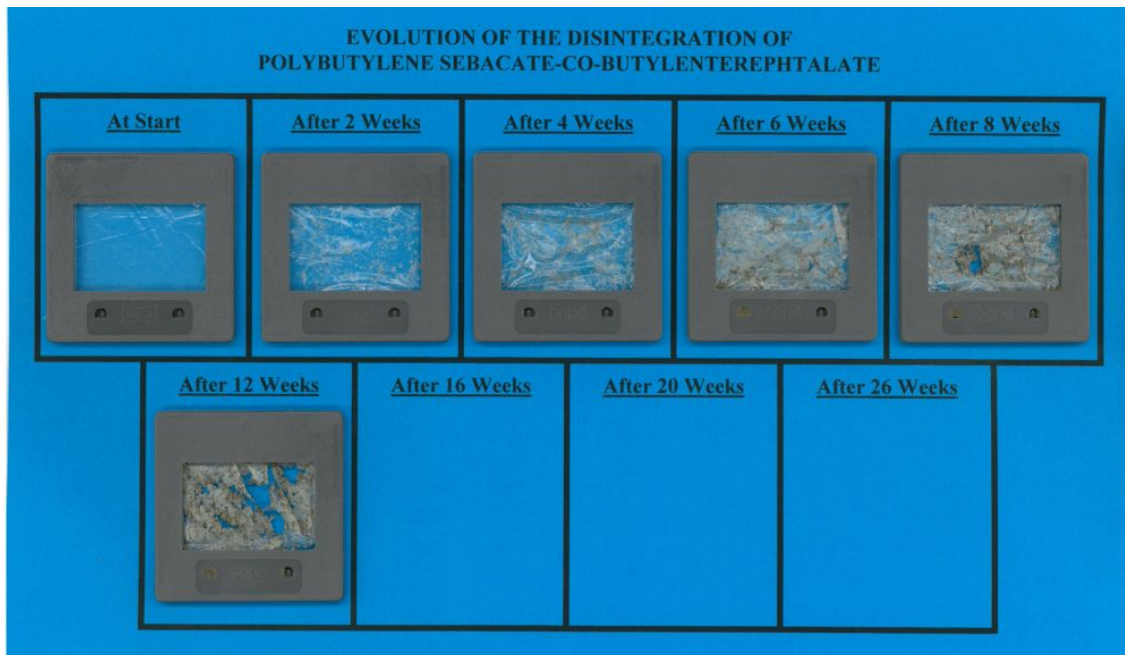 EVOLUTION OF THE DISINTEGRATION OF
POLYBUTYLENE SEBACATE-CO-BUTYLENTEREPHTALATE
At Start
After 2 Weeks
After 4 Weeks
After 6 Weeks
After 8 Weeks
After 12 Weeks
After 16 Weeks
After 20 Weeks
After 26 Weeks